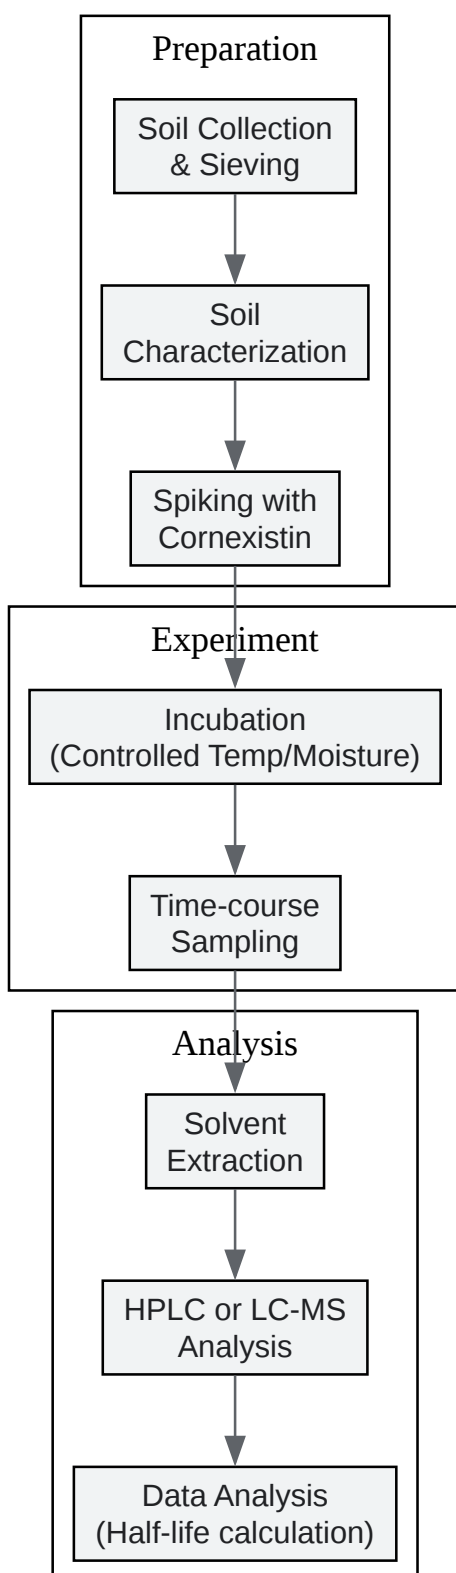 Preparation
Soil Collection
& Sieving
Soil
Characterization
Spiking with
Cornexistin
Experiment
Incubation
(Controlled Temp/Moisture)
Time-course
Sampling
Analysis
Solvent
Extraction
HPLC or LC-MS
Analysis
Data Analysis
(Half-life calculation)